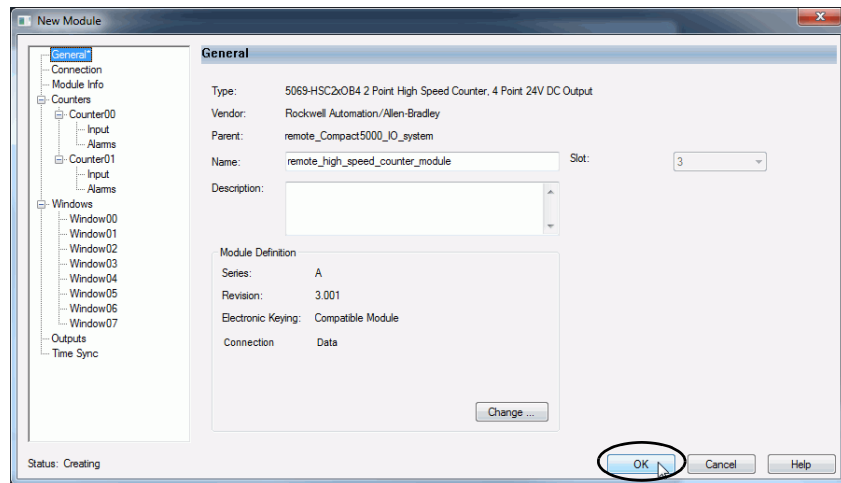 New Module
General*
Connection
Module Info
Counters
Counter00
Input
Alarms
Counter01
Input
Alarms
Windows
Window00
Window01
Window02
Window03
Window04
Window05
Window06
Window07
Outputs
Time Sync
General
Type: 5069-HSC2xOB4 2 Point High Speed Counter, 4 Point 24V DC Output
Vendor: Rockwell Automation/Allen-Bradley
Parent: remote_Compact5000_IO_system
Name: remote_high_speed_counter_module Slot: 3
Description:
Module Definition
Series: A
Revision: 3.001
Electronic Keying: Compatible Module
Connection Data
Change ...
Status: Creating
OK Cancel Help